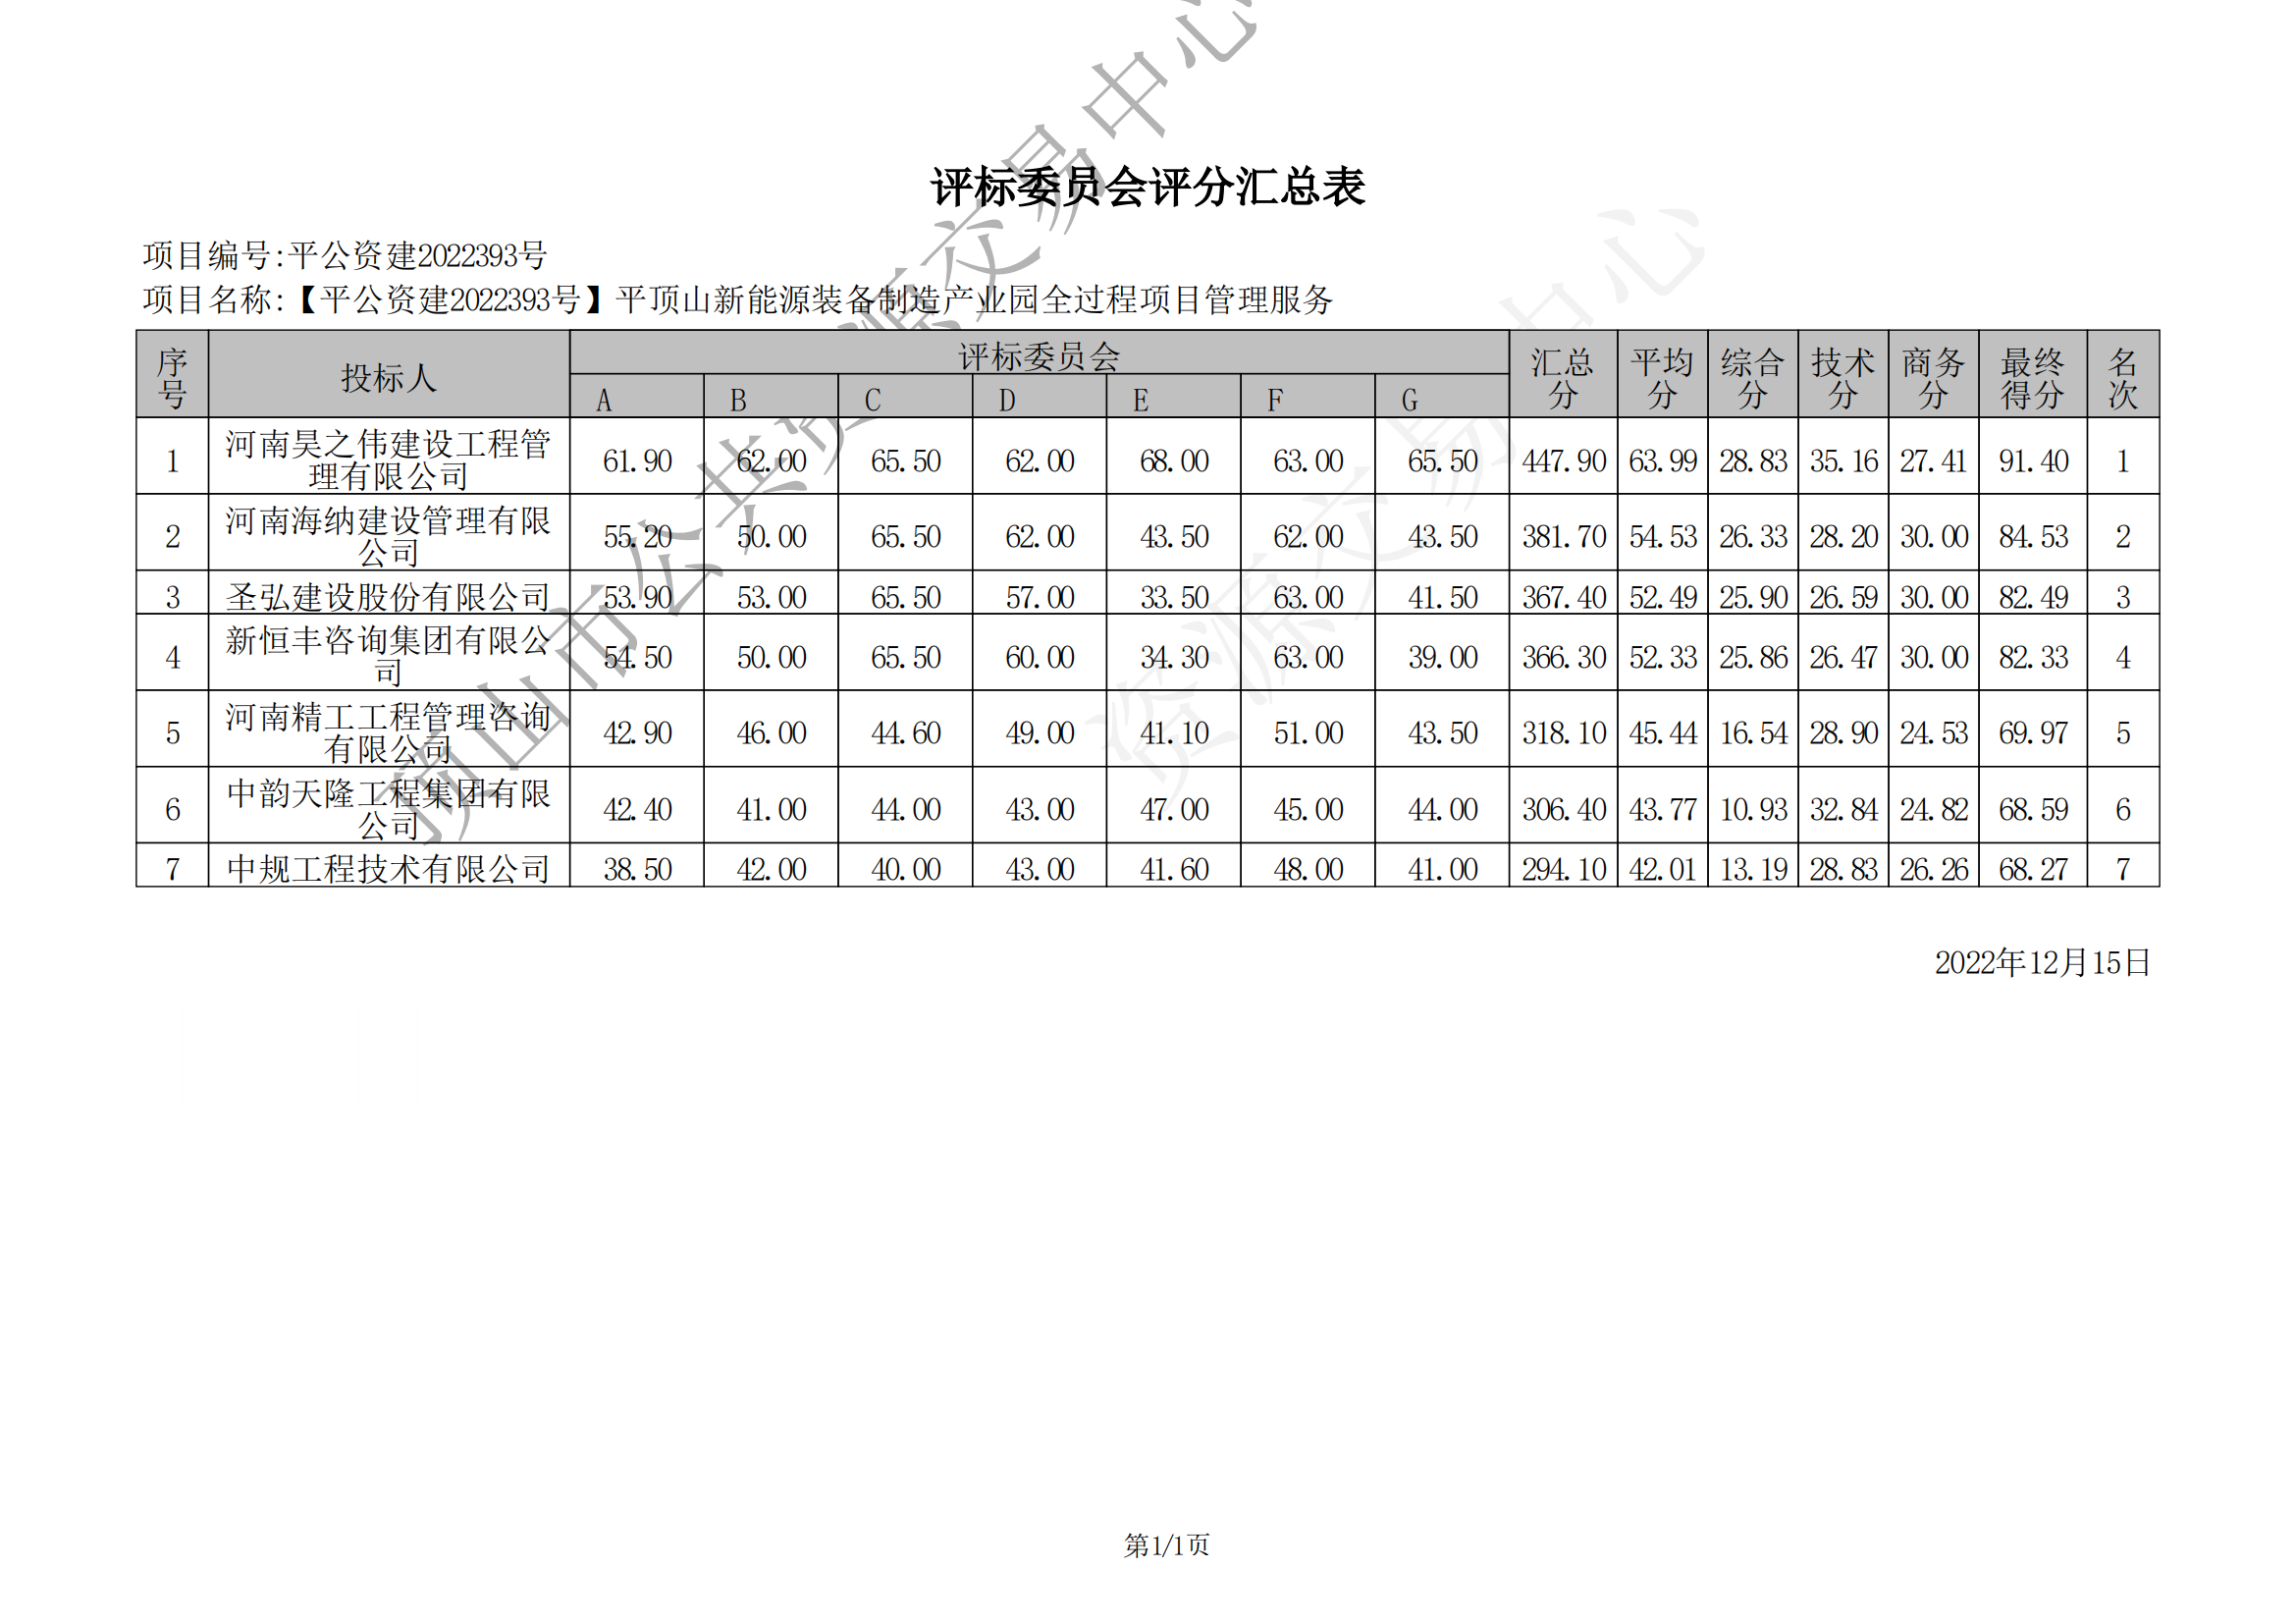 评标委员会评分汇总表
项目编号:平公资建2022393号
项目名称:【平公资建2022393号】平顶山新能源装备制造产业园全过程项目管理服务
序号 投标人 评标委员会 汇总分 平均分 综合分 技术分 商务分 最终得分 名次
A B C D E F G
1 河南昊之伟建设工程管理有限公司 61.90 62.00 65.50 62.00 68.00 63.00 65.50 447.90 63.99 28.83 35.16 27.41 91.40 1
2 河南海纳建设管理有限公司 55.20 50.00 65.50 62.00 43.50 62.00 43.50 381.70 54.53 26.33 28.20 30.00 84.53 2
3 圣弘建设股份有限公司 53.90 53.00 65.50 57.00 33.50 63.00 41.50 367.40 52.49 25.90 26.59 30.00 82.49 3
4 新恒丰咨询集团有限公司 54.50 50.00 65.50 60.00 34.30 63.00 39.00 366.30 52.33 25.86 26.47 30.00 82.33 4
5 河南精工工程管理咨询有限公司 42.90 46.00 44.60 49.00 41.10 51.00 43.50 318.10 45.44 16.54 28.90 24.53 69.97 5
6 中韵天隆工程集团有限公司 42.40 41.00 44.00 43.00 47.00 45.00 44.00 306.40 43.77 10.93 32.84 24.82 68.59 6
7 中规工程技术有限公司 38.50 42.00 40.00 43.00 41.60 48.00 41.00 294.10 42.01 13.19 28.83 26.26 68.27 7
2022年12月15日
第1/1页
顶山市公共资源交易中心
资源交易中心